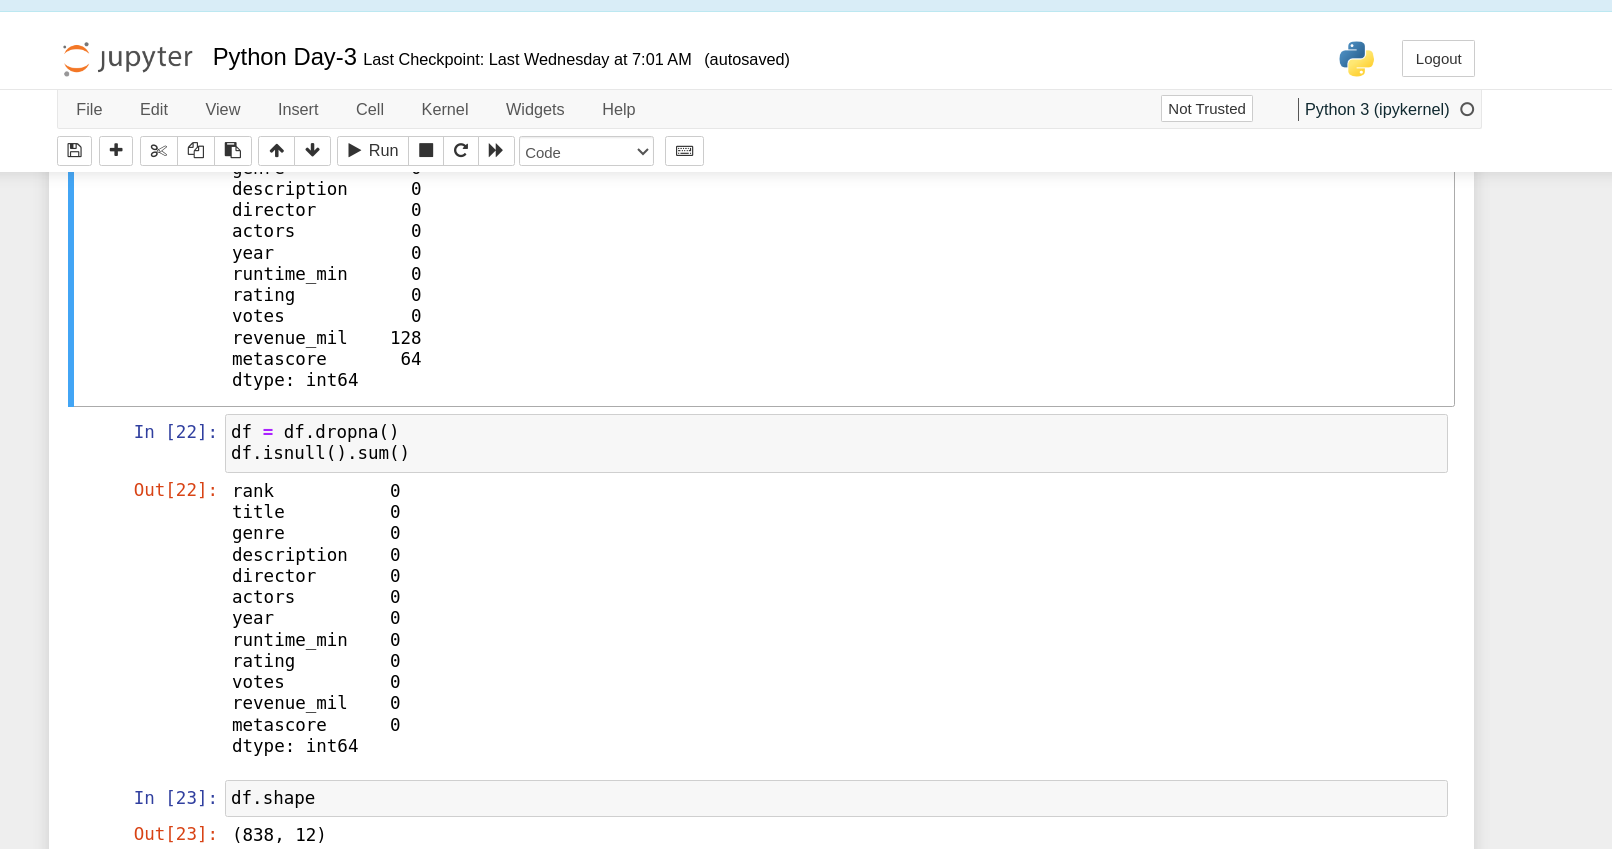 jupyter Python Day-3 Last Checkpoint: Last Wednesday at 7:01 AM (autosaved) Logout
File Edit View Insert Cell Kernel Widgets Help Not Trusted Python 3 (ipykernel)
Run Code
genre 0
description 0
director 0
actors 0
year 0
runtime_min 0
rating 0
votes 0
revenue_mil 128
metascore 64
dtype: int64
In [22]: df = df.dropna()
df.isnull().sum()
Out[22]: rank 0
title 0
genre 0
description 0
director 0
actors 0
year 0
runtime_min 0
rating 0
votes 0
revenue_mil 0
metascore 0
dtype: int64
In [23]: df.shape
Out[23]: (838, 12)